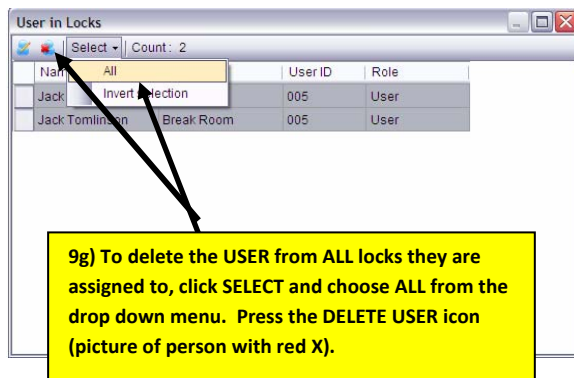 User in Locks
Select Count: 2
All
Invert selection
Nam User ID Role
Jack 005 User
Jack Tomlinson Break Room 005 User
9g) To delete the USER from ALL locks they are
assigned to, click SELECT and choose ALL from the
drop down menu. Press the DELETE USER icon
(picture of person with red X).